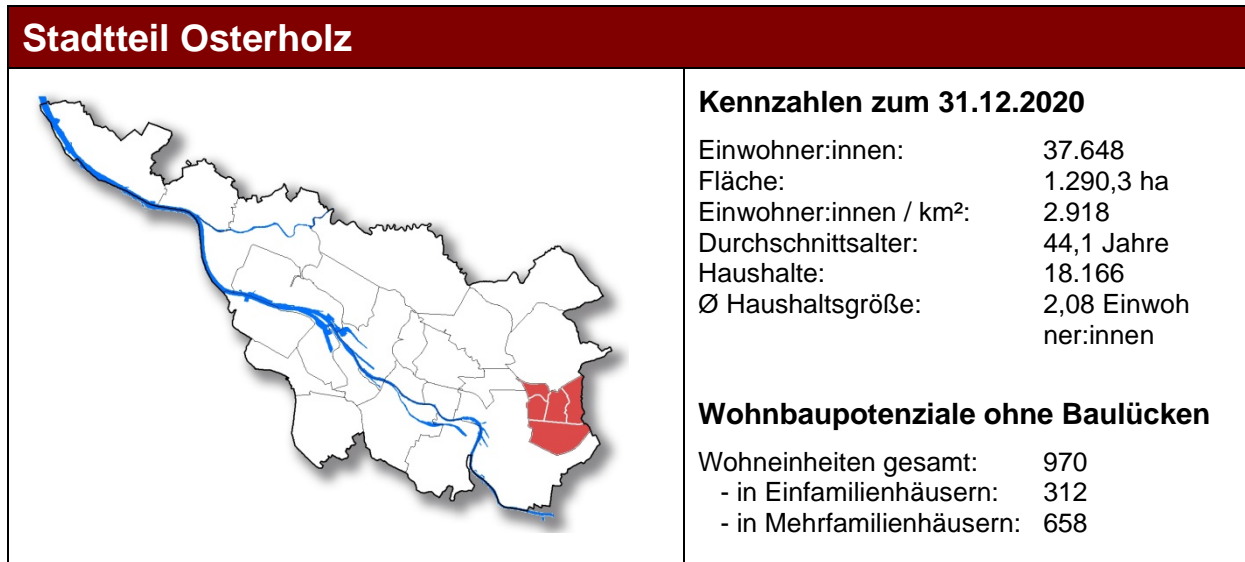 Stadtteil Osterholz
Kennzahlen zum 31.12.2020
Einwohner:innen: 37.648
Fläche: 1.290,3 ha
Einwohner:innen / km²: 2.918
Durchschnittsalter: 44,1 Jahre
Haushalte: 18.166
Ø Haushaltsgröße: 2,08 Einwoh
ner:innen
Wohnbaupotenziale ohne Baulücken
Wohneinheiten gesamt: 970
- in Einfamilienhäusern: 312
- in Mehrfamilienhäusern: 658